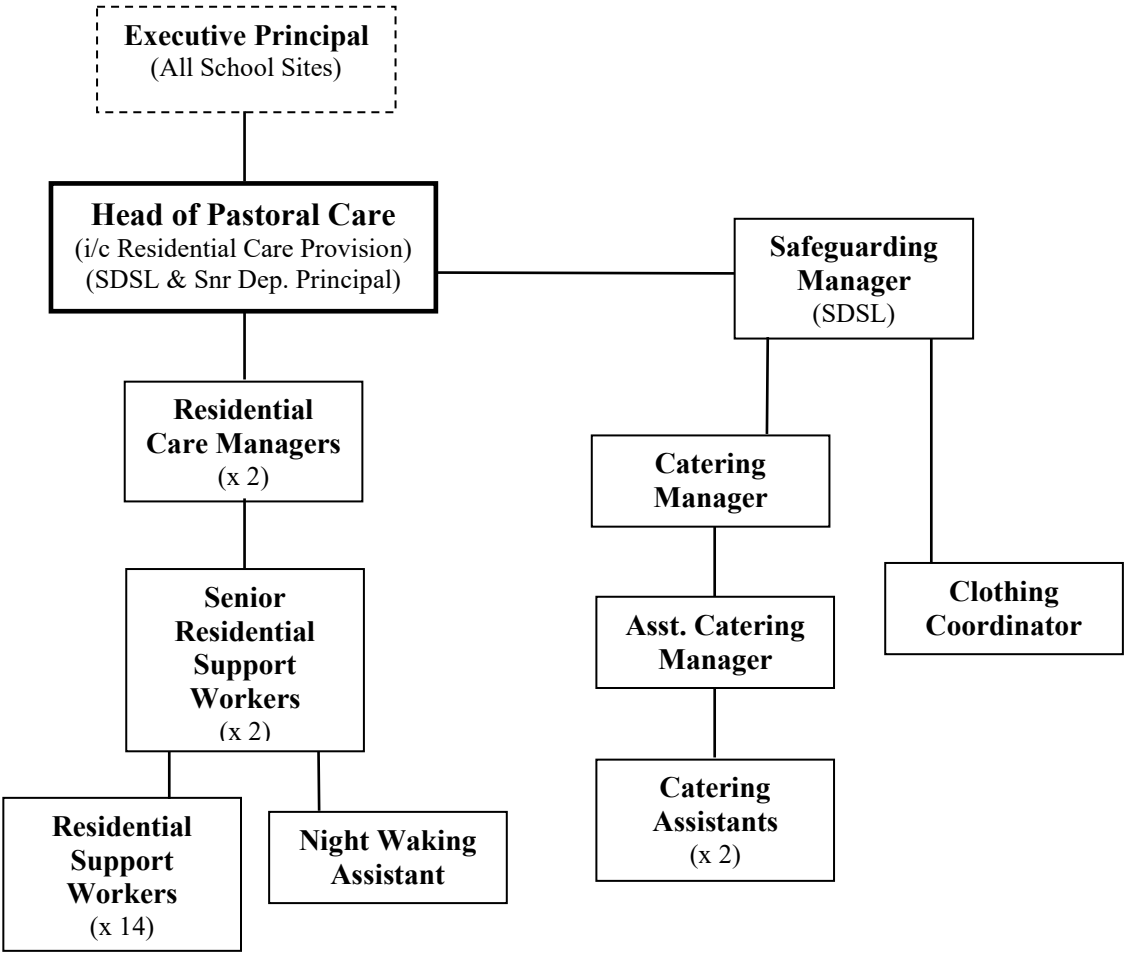 Executive Principal
(All School Sites)
Head of Pastoral Care
(i/c Residential Care Provision)
(SDSL & Snr Dep. Principal)
Safeguarding
Manager
(SDSL)
Residential
Care Managers
(x 2)
Catering
Manager
Senior
Residential
Support
Workers
(x 2)
Clothing
Coordinator
Asst. Catering
Manager
Residential
Support
Workers
(x 14)
Night Waking
Assistant
Catering
Assistants
(x 2)